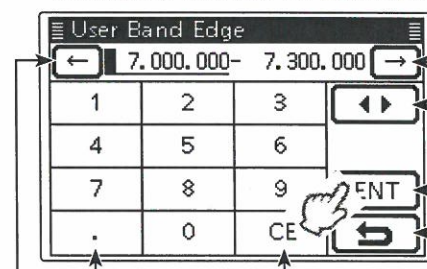 User Band Edge
← 7.000.000- 7.300.000 →
1 2 3 ◀ ▶
4 5 6
7 8 9 ENT
. 0 CE